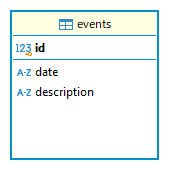 events
123 id
A-Z date
A-Z description